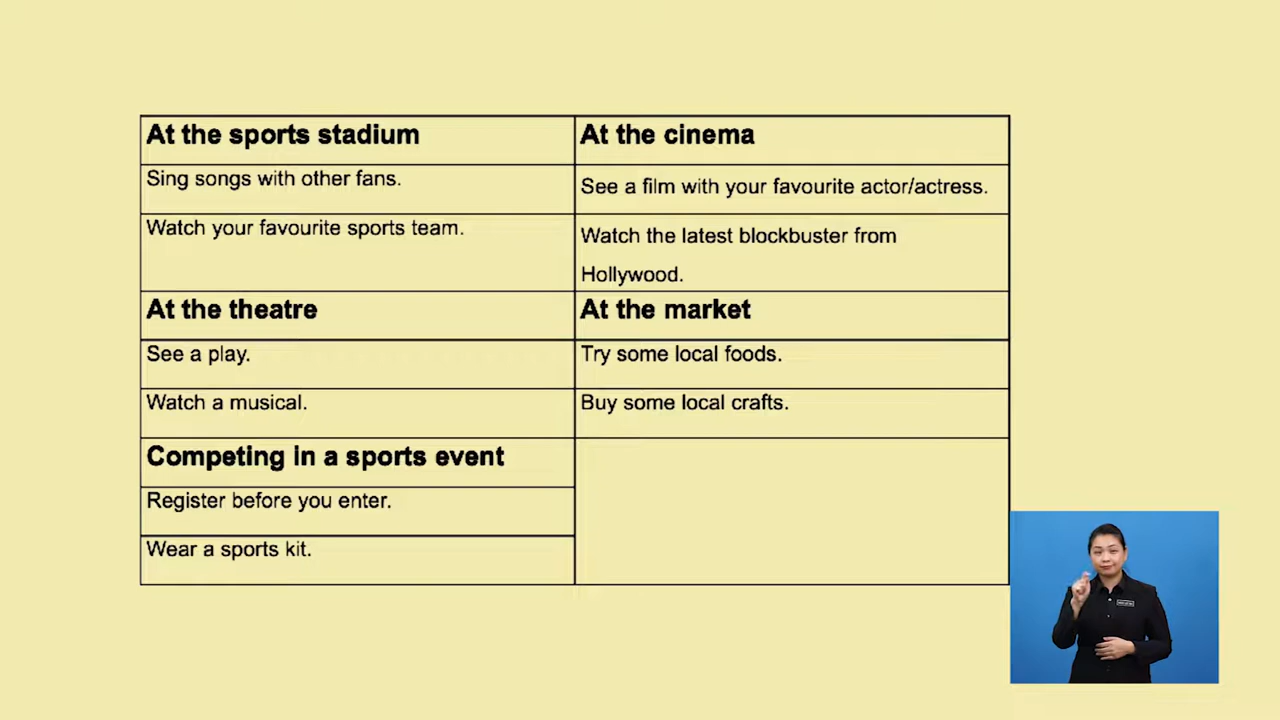 At the sports stadium
At the cinema
Sing songs with other fans.
See a film with your favourite actor/actress.
Watch your favourite sports team.
Watch the latest blockbuster from
Hollywood.
At the theatre
At the market
See a play.
Try some local foods.
Watch a musical.
Buy some local crafts.
Competing in a sports event
Register before you enter.
Wear a sports kit.